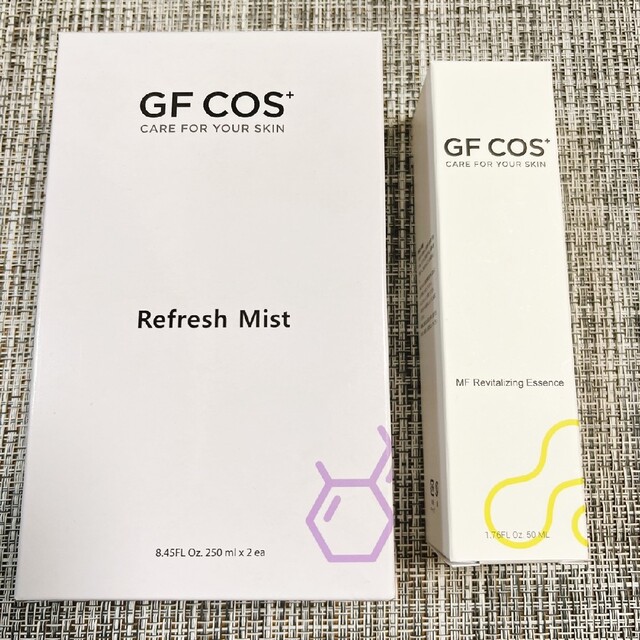 GF COS+
CARE FOR YOUR SKIN
Refresh Mist
8.45FL Oz. 250 ml x 2 ea
GF COS+
CARE FOR YOUR SKIN
MF Revitalizing Essence
1.76FL Oz. 50 ML